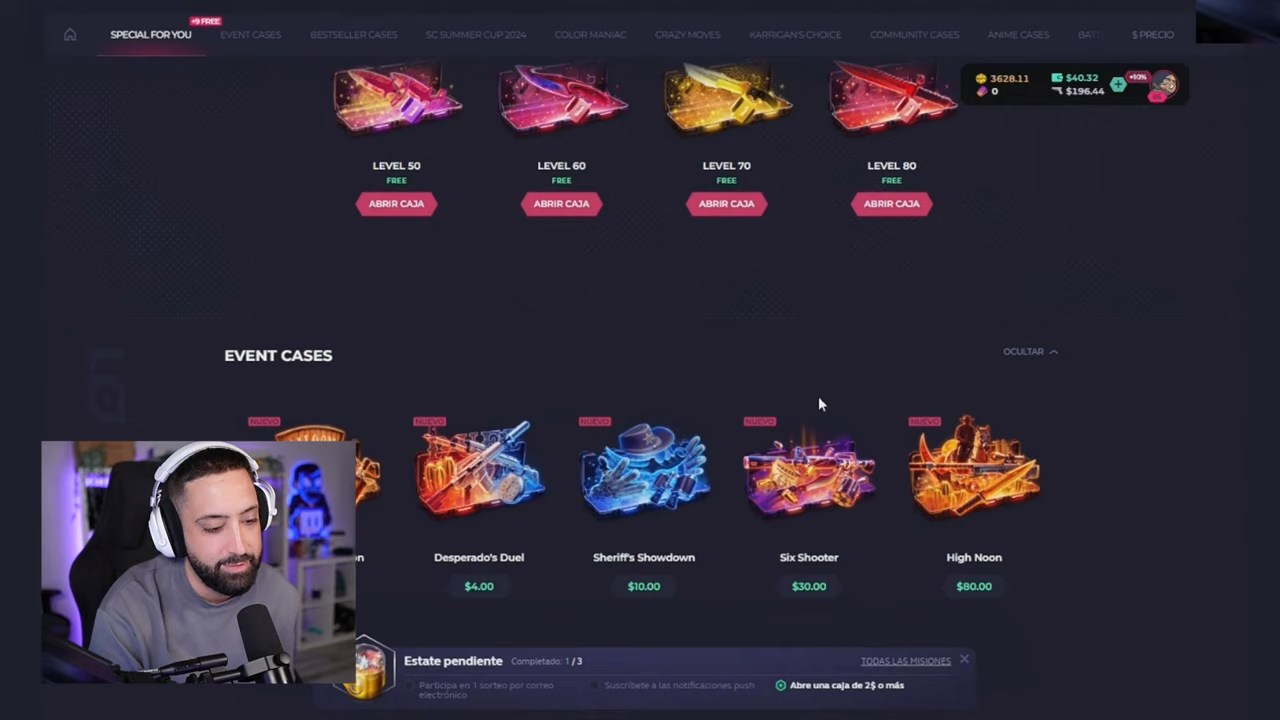 +9 FREE
SPECIAL FOR YOU EVENT CASES BESTSELLER CASES SC SUMMER CUP 2024 COLOR MANIAC CRAZY MOVES KARRIGAN'S CHOICE COMMUNITY CASES ANIME CASES BATT $ PRECIO
3628.11 $40.32 +10%
0 $196.44
LEVEL 50 LEVEL 60 LEVEL 70 LEVEL 80
FREE FREE FREE FREE
ABRIR CAJA ABRIR CAJA ABRIR CAJA ABRIR CAJA
EVENT CASES OCULTAR
NUEVO NUEVO NUEVO NUEVO NUEVO
n Desperado's Duel Sheriff's Showdown Six Shooter High Noon
$4.00 $10.00 $30.00 $80.00
Estate pendiente Completado: 1 / 3 TODAS LAS MISIONES
Participa en 1 sorteo por correo electrónico
Suscríbete a las notificaciones push
Abre una caja de 2$ o más